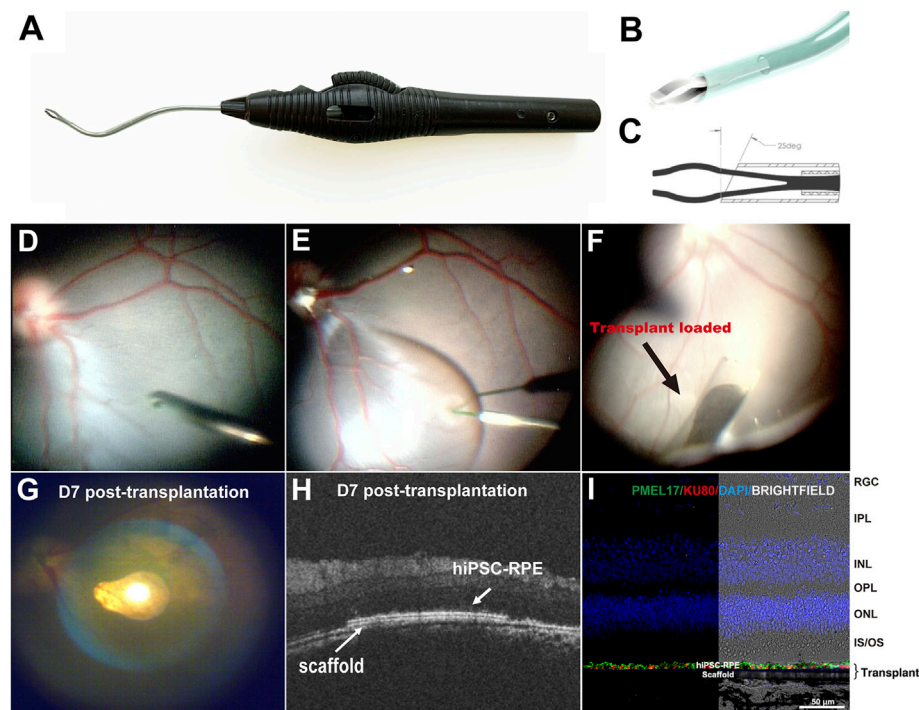 A
B
C
25deg
D
E
F
Transplant loaded
G
D7 post-transplantation
H
D7 post-transplantation
hiPSC-RPE
scaffold
I
PMEL17/KU80/DAPI/BRIGHTFIELD
RGC
IPL
INL
OPL
ONL
IS/OS
hiPSC-RPE
Scaffold
Transplant
50 µm